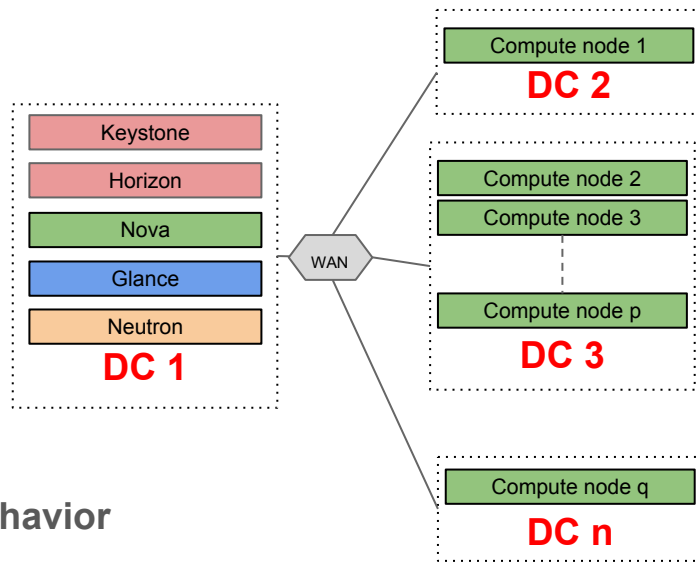 Keystone
Horizon
Nova
Glance
Neutron
DC 1
WAN
Compute node 1
DC 2
Compute node 2
Compute node 3
Compute node p
DC 3
Compute node q
DC n
havior